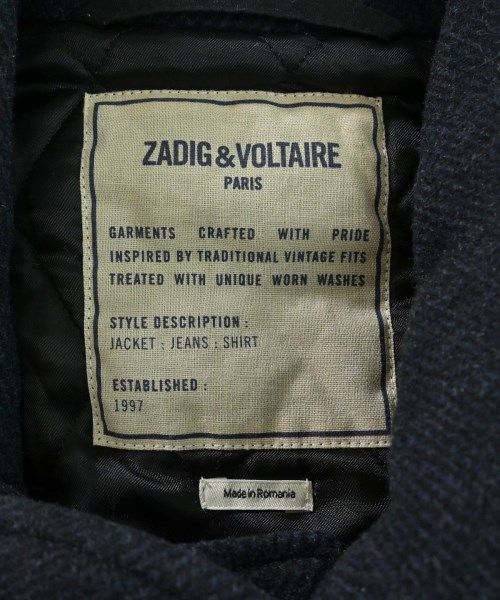 ZADIG & VOLTAIRE
PARIS
GARMENTS CRAFTED WITH PRIDE
INSPIRED BY TRADITIONAL VINTAGE FITS
TREATED WITH UNIQUE WORN WASHES
STYLE DESCRIPTION :
JACKET : JEANS : SHIRT
ESTABLISHED :
1997
Made in Romania